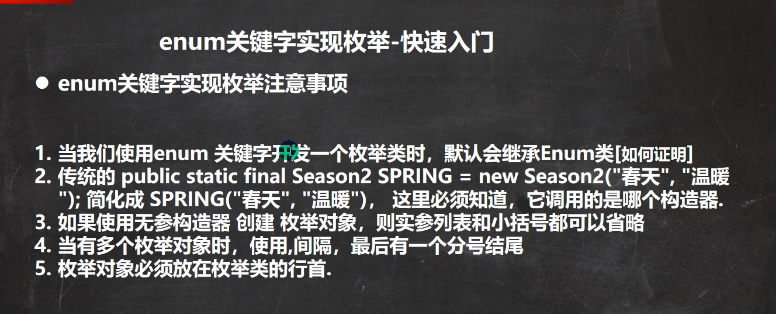 enum关键字实现枚举-快速入门
● enum关键字实现枚举注意事项
1. 当我们使用enum 关键字开发一个枚举类时，默认会继承Enum类[如何证明]
2. 传统的 public static final Season2 SPRING = new Season2("春天", "温暖
"); 简化成 SPRING("春天", "温暖")， 这里必须知道，它调用的是哪个构造器.
3. 如果使用无参构造器 创建 枚举对象，则实参列表和小括号都可以省略
4. 当有多个枚举对象时，使用,间隔，最后有一个分号结尾
5. 枚举对象必须放在枚举类的行首.